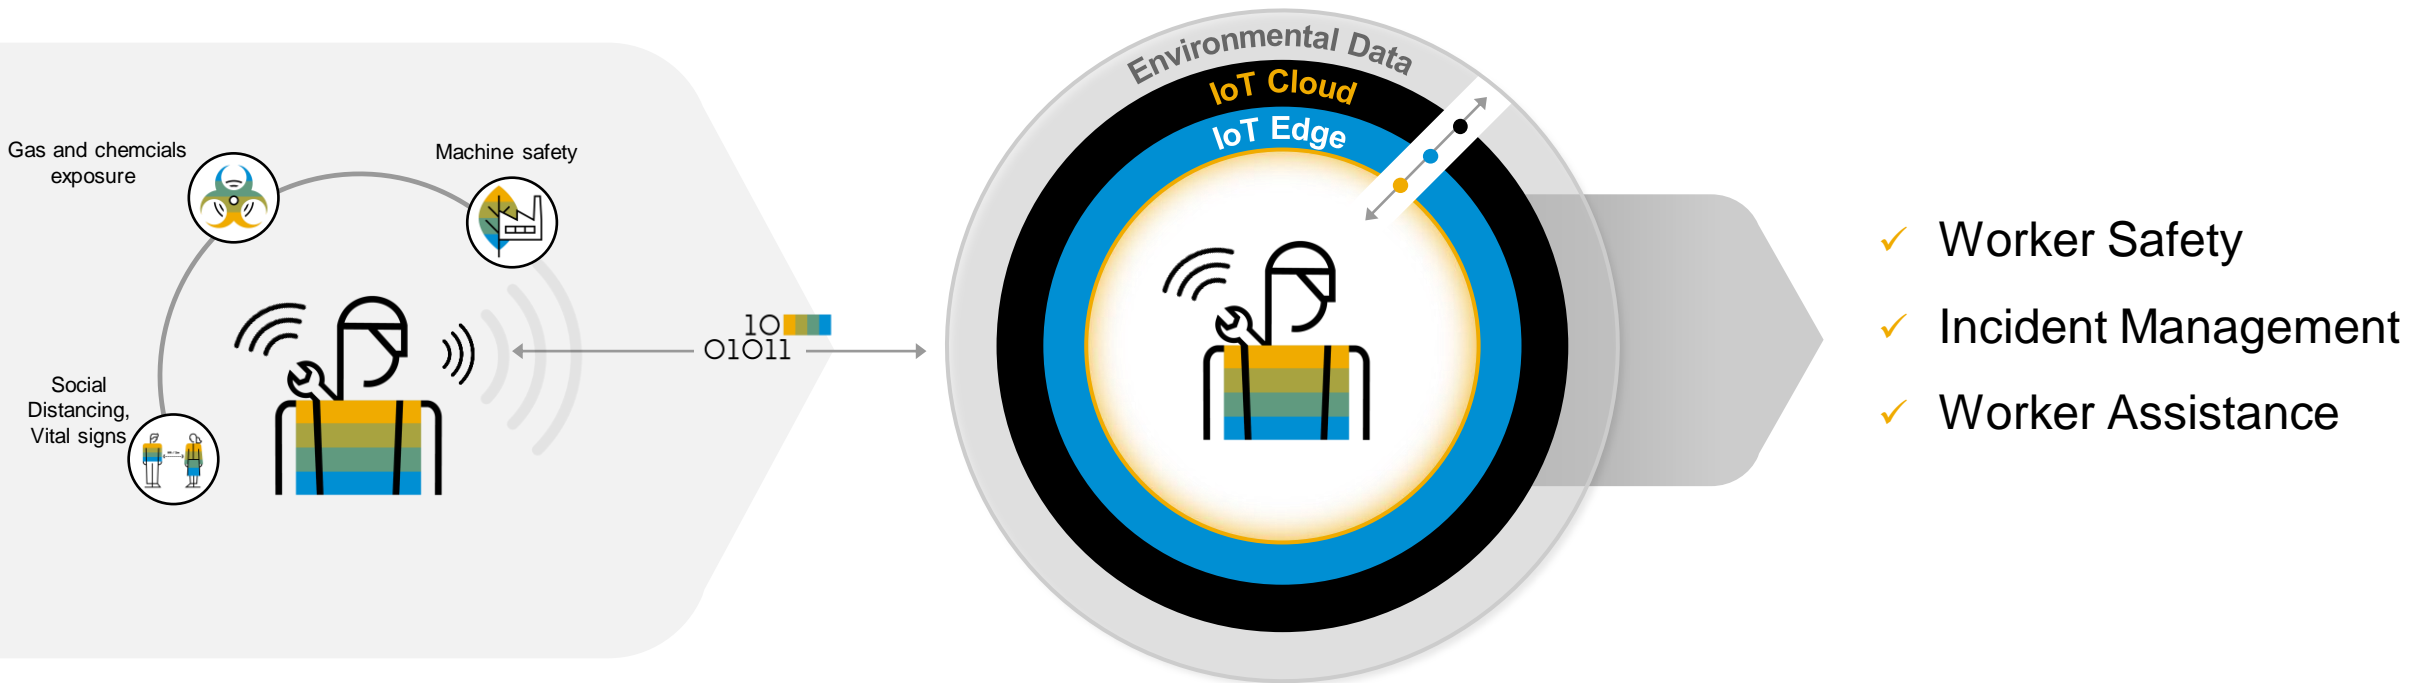 Gas and chemcials
exposure
Machine safety
Social
Distancing,
Vital signs
10
01011
Environmental Data
IoT Cloud
IoT Edge
Worker Safety
Incident Management
Worker Assistance